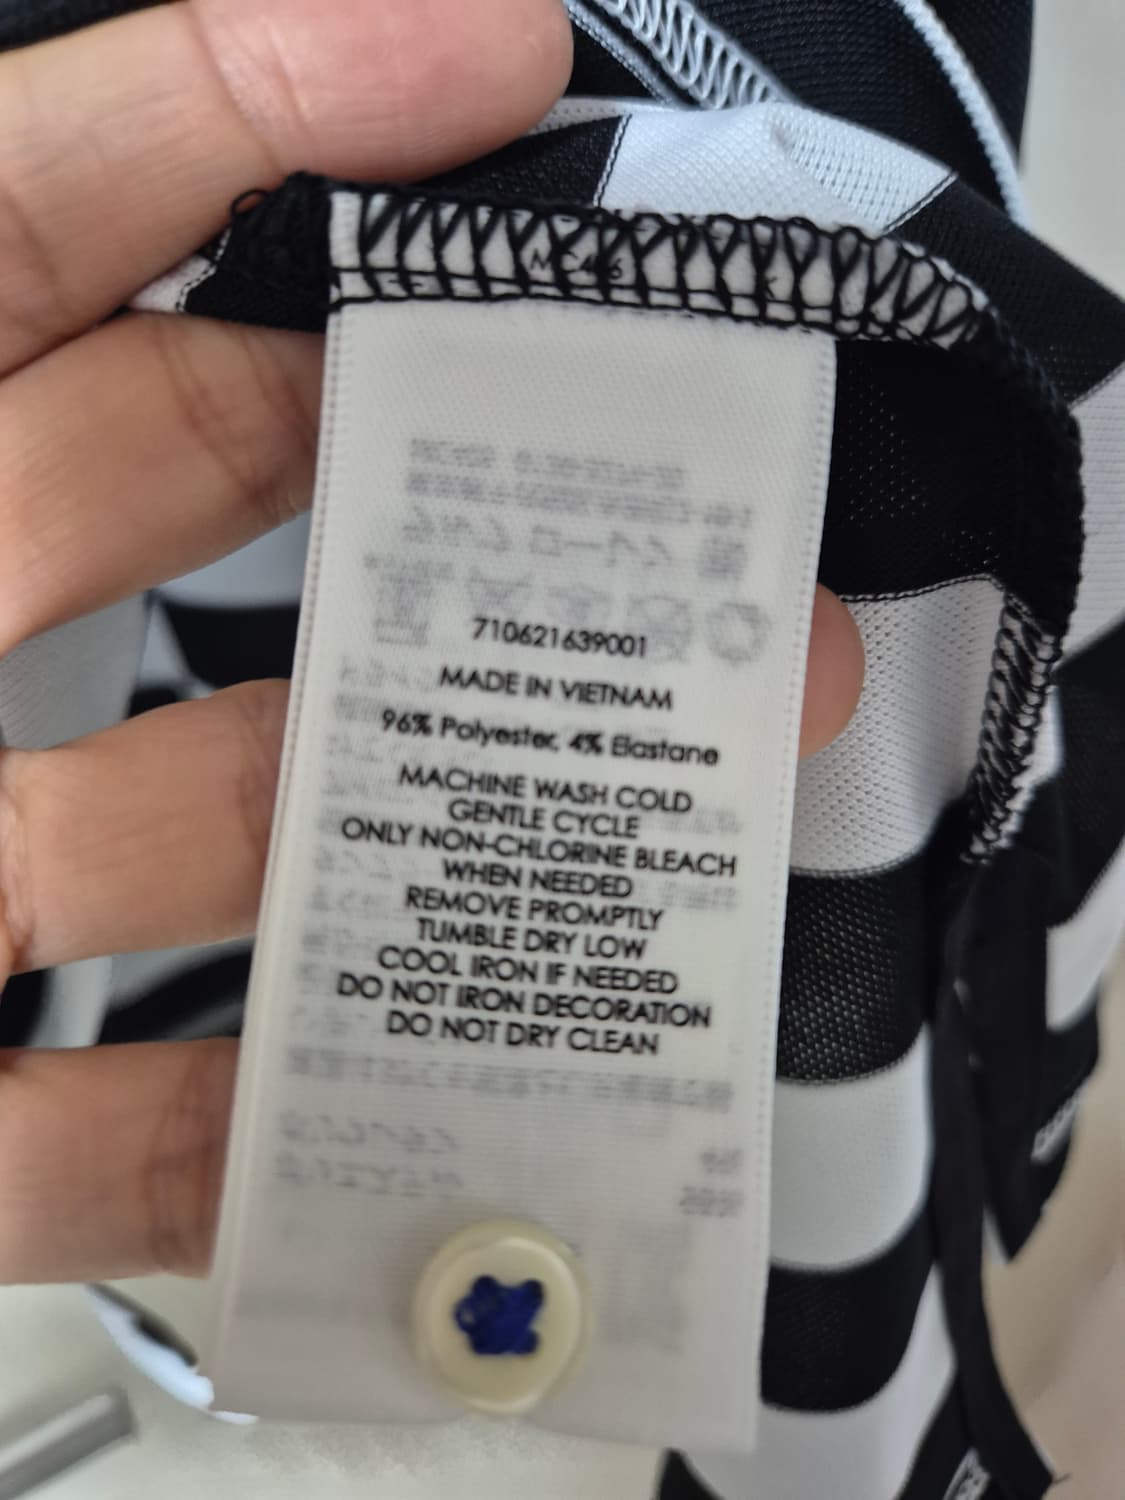 710621639001
MADE IN VIETNAM
96% Polyester, 4% Elastane
MACHINE WASH COLD
GENTLE CYCLE
ONLY NON-CHLORINE BLEACH
WHEN NEEDED
REMOVE PROMPTLY
TUMBLE DRY LOW
COOL IRON IF NEEDED
DO NOT IRON DECORATION
DO NOT DRY CLEAN